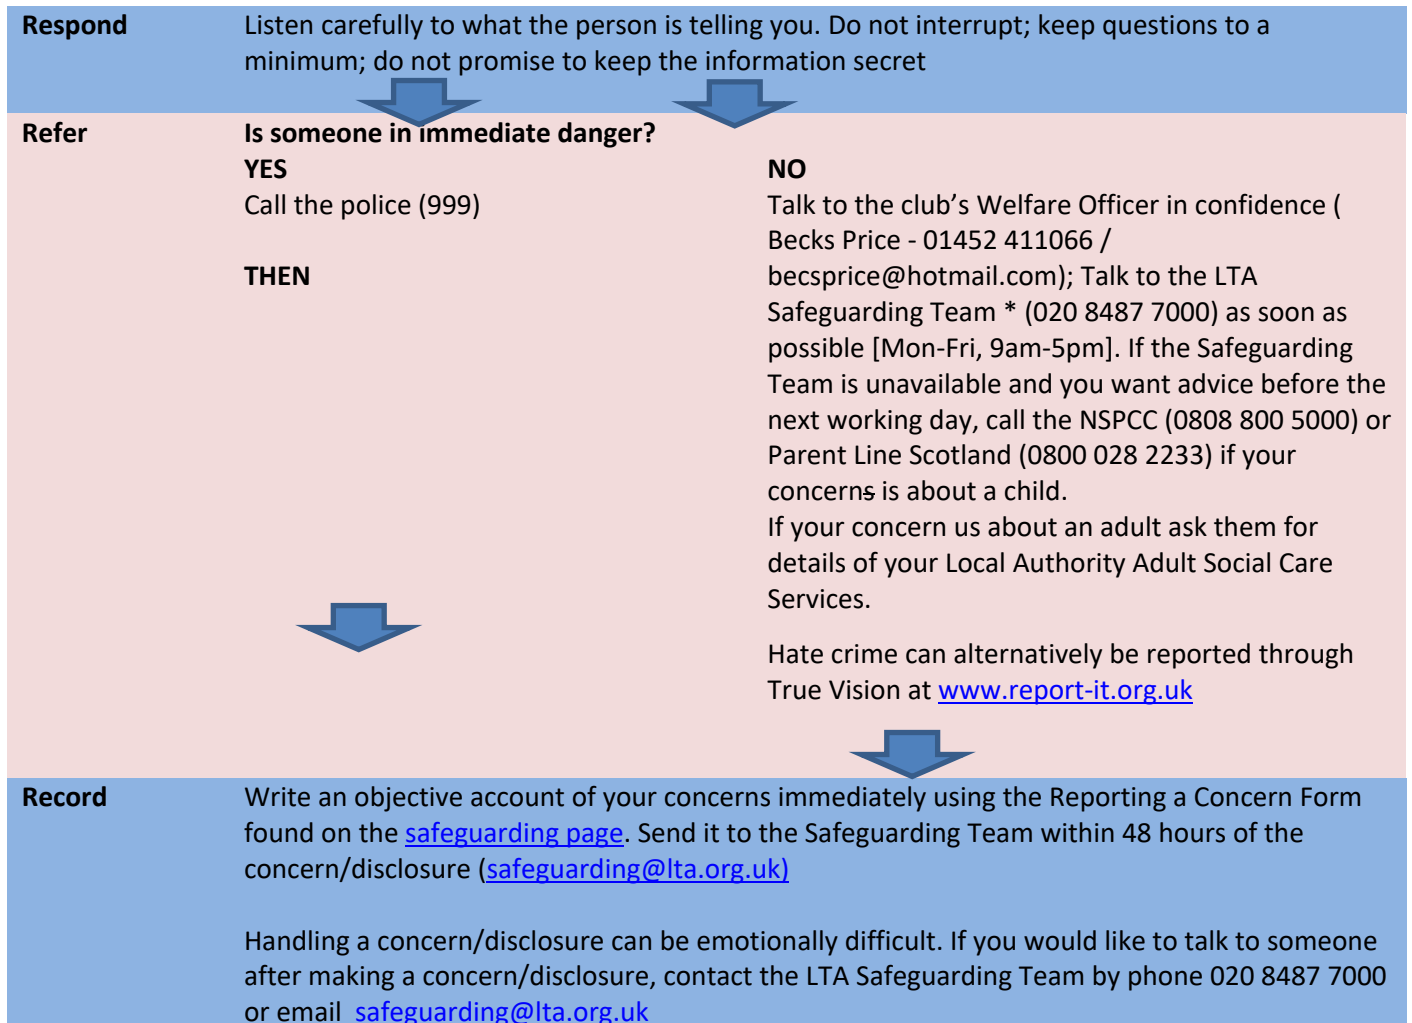 Respond
Listen carefully to what the person is telling you. Do not interrupt; keep questions to a
minimum; do not promise to keep the information secret
Refer
Is someone in immediate danger?
YES
Call the police (999)
THEN
NO
Talk to the club’s Welfare Officer in confidence (
Becks Price - 01452 411066 /
becsprice@hotmail.com); Talk to the LTA
Safeguarding Team * (020 8487 7000) as soon as
possible [Mon-Fri, 9am-5pm]. If the Safeguarding
Team is unavailable and you want advice before the
next working day, call the NSPCC (0808 800 5000) or
Parent Line Scotland (0800 028 2233) if your
concerns is about a child.
If your concern us about an adult ask them for
details of your Local Authority Adult Social Care
Services.
Hate crime can alternatively be reported through
True Vision at www.report-it.org.uk
Record
Write an objective account of your concerns immediately using the Reporting a Concern Form
found on the safeguarding page. Send it to the Safeguarding Team within 48 hours of the
concern/disclosure (safeguarding@lta.org.uk)
Handling a concern/disclosure can be emotionally difficult. If you would like to talk to someone
after making a concern/disclosure, contact the LTA Safeguarding Team by phone 020 8487 7000
or email safeguarding@lta.org.uk